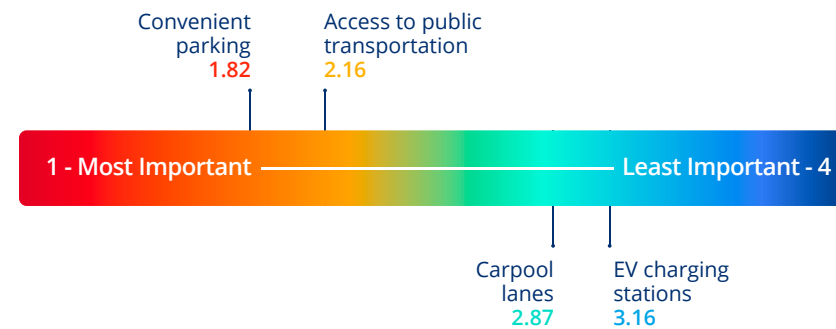 Convenient
parking
1.82
Access to public
transportation
2.16
1 - Most Important
Least Important - 4
Carpool
lanes
2.87
EV charging
stations
3.16